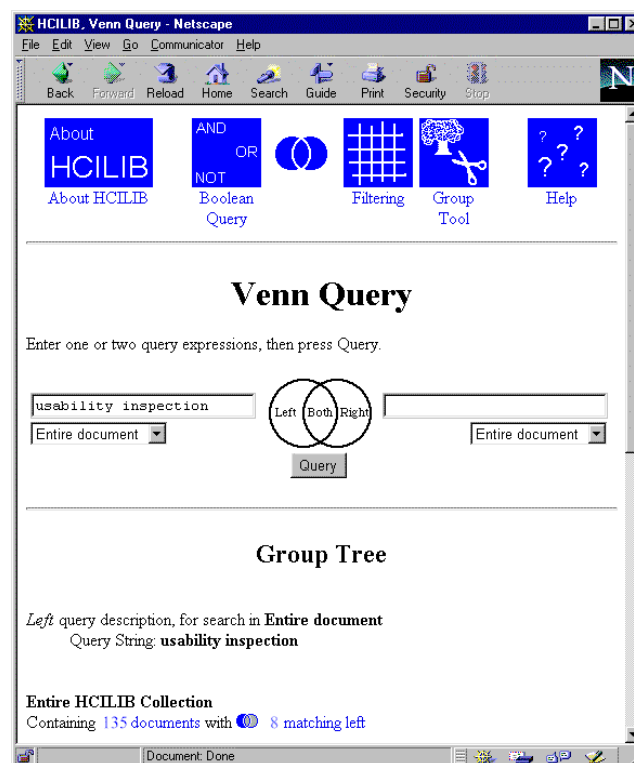 HCILIB, Venn Query - Netscape
File Edit View Go Communicator Help
Back Forward Reload Home Search Guide Print Security Stop
N
About
HCILIB
AND
OR
NOT
? ? ? ? ?
About HCILIB
Boolean
Query
Filtering
Group
Tool
Help
Venn Query
Enter one or two query expressions, then press Query.
usability inspection
Left Both Right
Entire document
Entire document
Query
Group Tree
Left query description, for search in Entire document
Query String: usability inspection
Entire HCILIB Collection
Containing 135 documents with 8 matching left
Document: Done